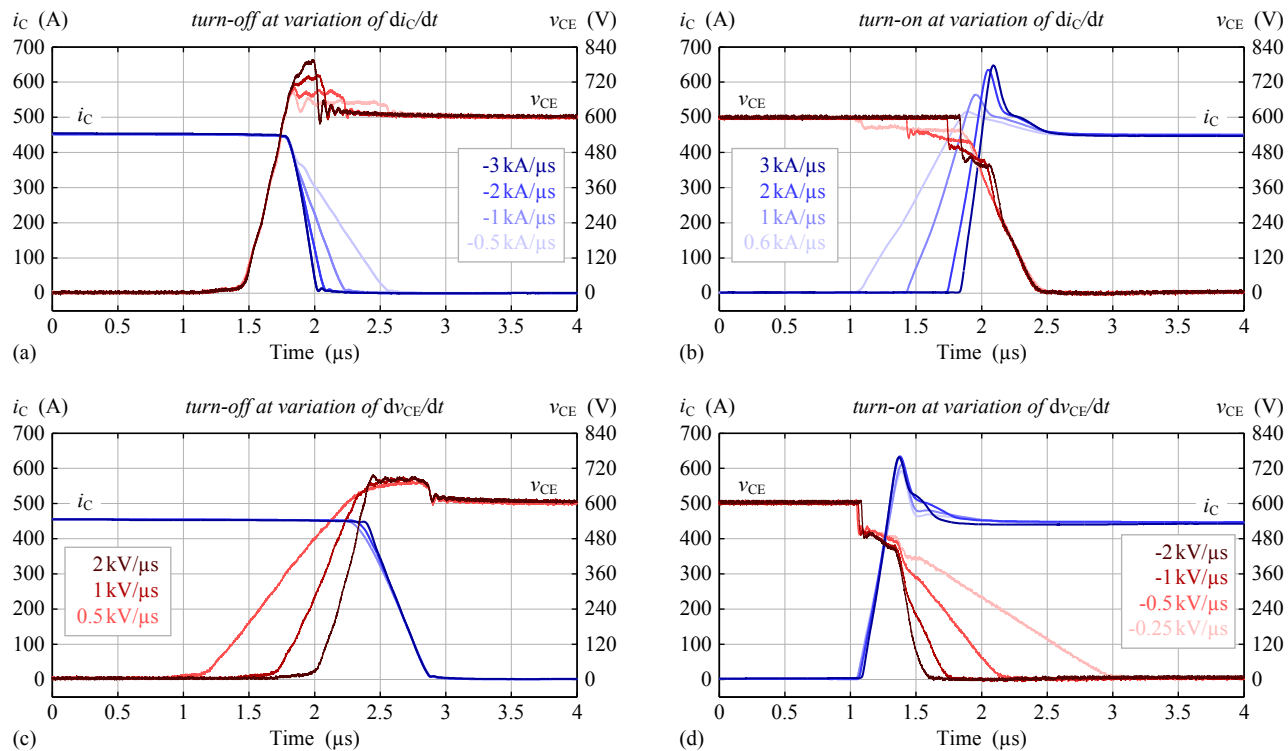 i_C (A) turn-off at variation of di_C/dt v_CE (V)
700 840
600 720
500 v_CE 600
i_C
400 480
-3 kA/µs
300 -2 kA/µs 360
-1 kA/µs
200 -0.5 kA/µs 240
100 120
0 0
0 0.5 1 1.5 2 2.5 3 3.5 4
(a) Time (µs)
i_C (A) turn-on at variation of di_C/dt v_CE (V)
700 840
600 720
v_CE
500 i_C 600
400 480
3 kA/µs
300 2 kA/µs 360
1 kA/µs
200 0.6 kA/µs 240
100 120
0 0
0 0.5 1 1.5 2 2.5 3 3.5 4
(b) Time (µs)
i_C (A) turn-off at variation of dv_CE/dt v_CE (V)
700 840
600 720
500 i_C v_CE 600
400 480
2 kV/µs
300 1 kV/µs 360
0.5 kV/µs
200 240
100 120
0 0
0 0.5 1 1.5 2 2.5 3 3.5 4
(c) Time (µs)
i_C (A) turn-on at variation of dv_CE/dt v_CE (V)
700 840
600 720
500 v_CE i_C 600
400 480
-2 kV/µs
300 -1 kV/µs 360
-0.5 kV/µs
200 -0.25 kV/µs 240
100 120
0 0
0 0.5 1 1.5 2 2.5 3 3.5 4
(d) Time (µs)